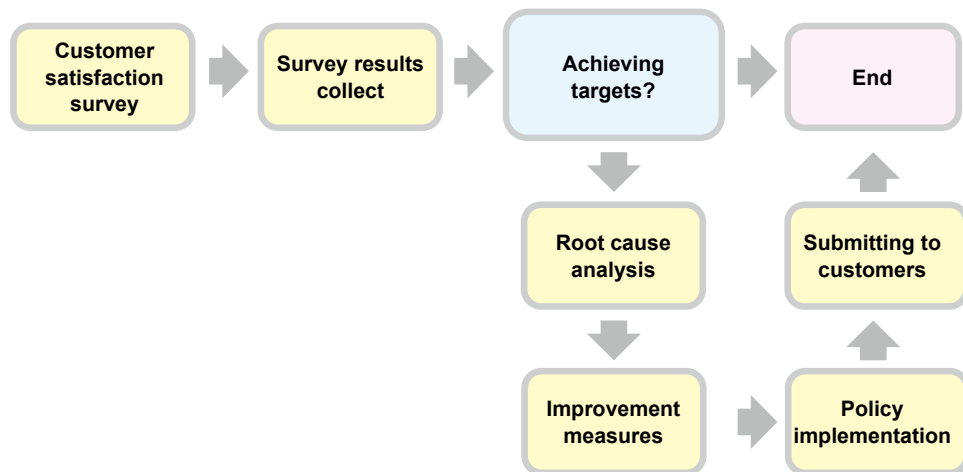 Customer
satisfaction
survey
Survey results
collect
Achieving
targets?
End
Root cause
analysis
Submitting to
customers
Improvement
measures
Policy
implementation